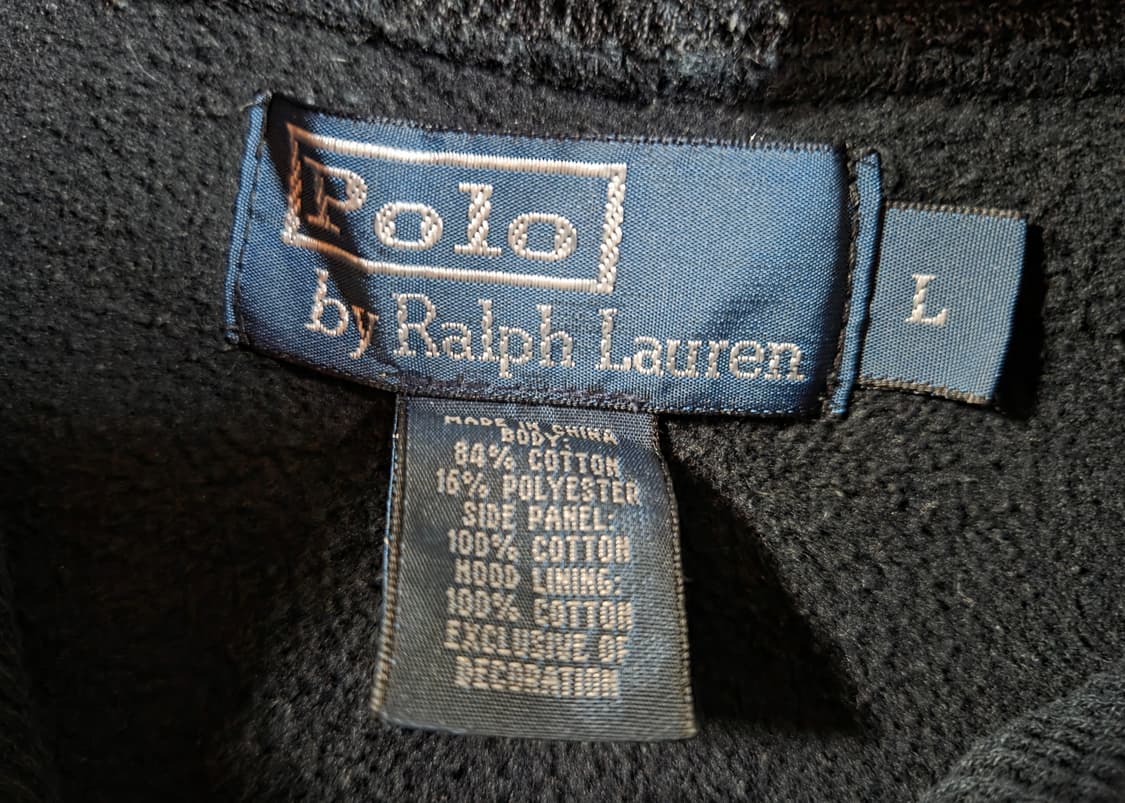 Polo
by Ralph Lauren
L
MADE IN CHINA
BODY:
84% COTTON
16% POLYESTER
SIDE PANEL:
100% COTTON
HOOD LINING:
100% COTTON
EXCLUSIVE OF
DECORATION